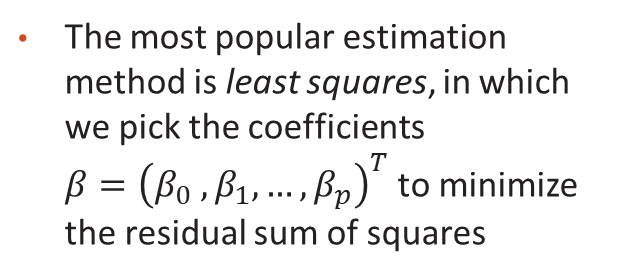 • The most popular estimation
method is least squares, in which
we pick the coefficients
β = (β₀ , β₁, … , βₚ)ᵀ to minimize
the residual sum of squares